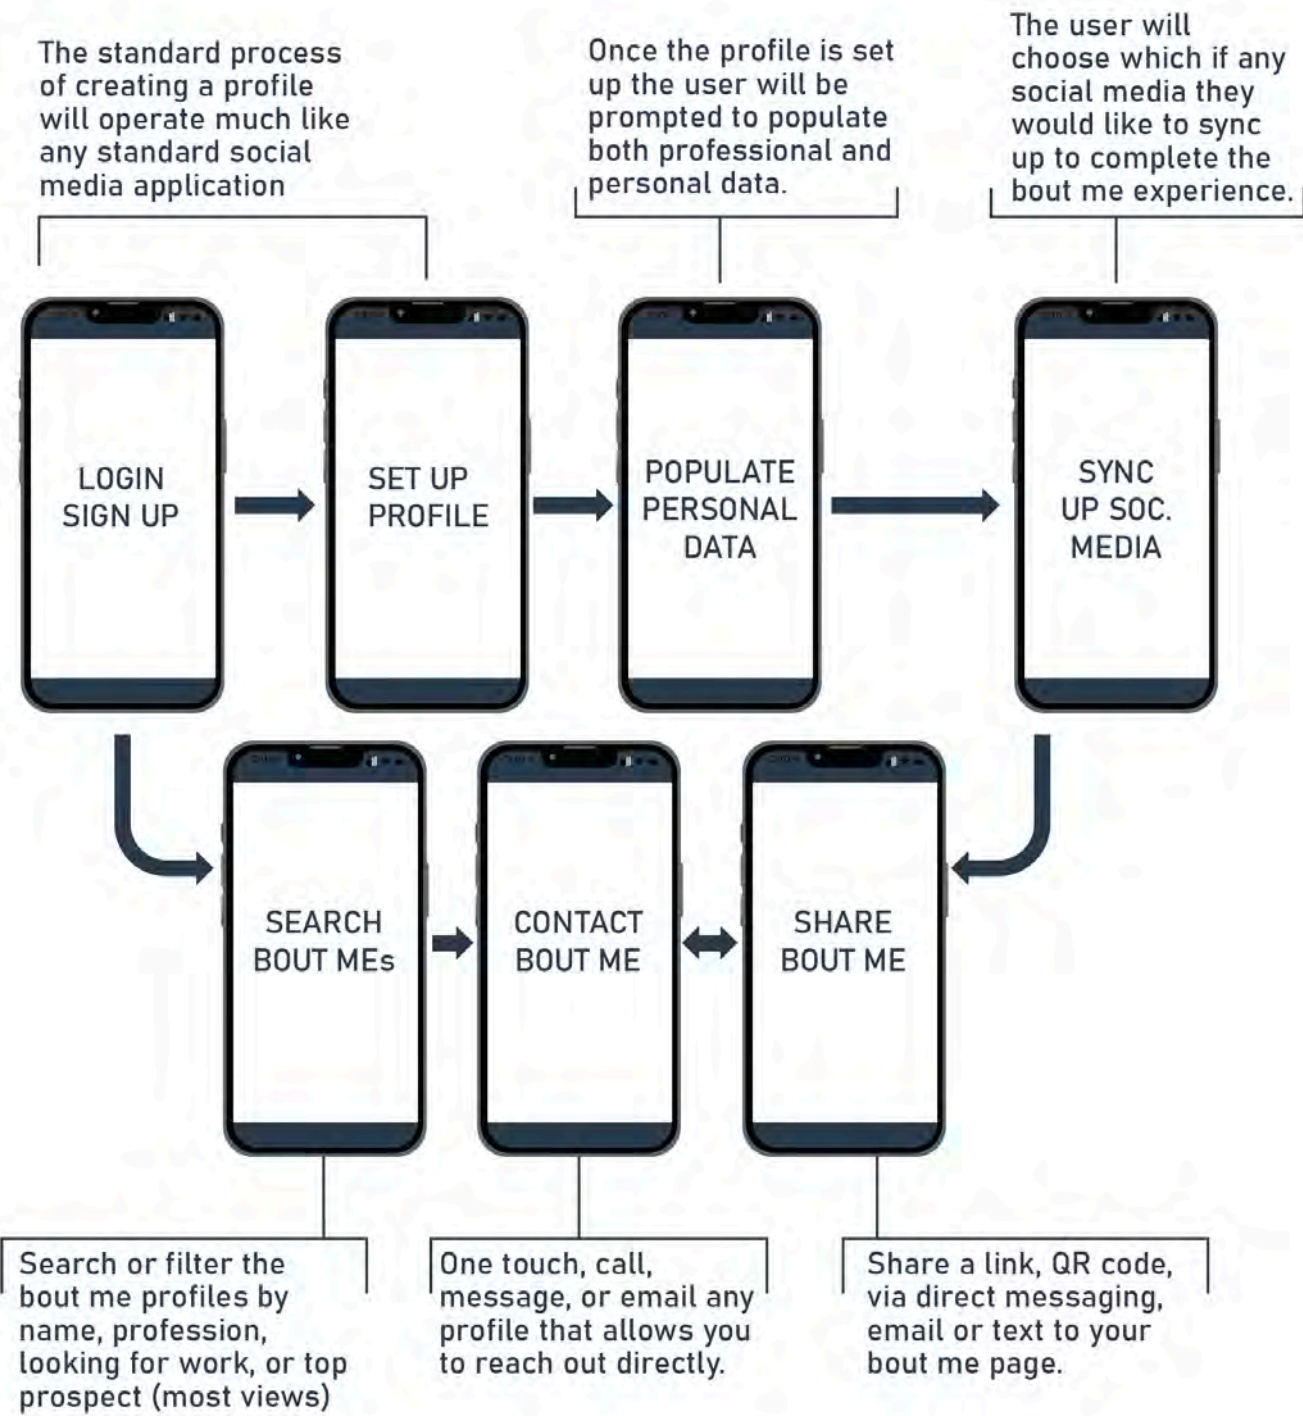 The standard process
of creating a profile
will operate much like
any standard social
media application
Once the profile is set
up the user will be
prompted to populate
both professional and
personal data.
The user will
choose which if any
social media they
would like to sync
up to complete the
bout me experience.
LOGIN
SIGN UP
SET UP
PROFILE
POPULATE
PERSONAL
DATA
SYNC
UP SOC.
MEDIA
SEARCH
BOUT MEs
CONTACT
BOUT ME
SHARE
BOUT ME
Search or filter the
bout me profiles by
name, profession,
looking for work, or top
prospect (most views)
One touch, call,
message, or email any
profile that allows you
to reach out directly.
Share a link, QR code,
via direct messaging,
email or text to your
bout me page.